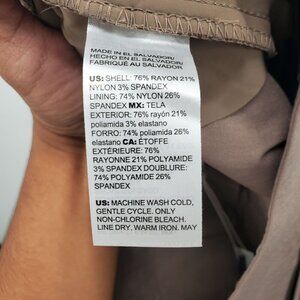 MADE IN EL SALVADOR/
HECHO EN EL SALVADOR/
FABRIQUÉ AU SALVADOR
US: SHELL: 76% RAYON 21%
NYLON 3% SPANDEX
LINING: 74% NYLON 26%
SPANDEX MX: TELA
EXTERIOR: 76% rayón 21%
poliamida 3% elastano
FORRO: 74% poliamida 26%
elastano CA: ÉTOFFE
EXTÉRIEURE: 76%
RAYONNE 21% POLYAMIDE
3% SPANDEX DOUBLURE:
74% POLYAMIDE 26%
SPANDEX
US: MACHINE WASH COLD,
GENTLE CYCLE. ONLY
NON-CHLORINE BLEACH.
LINE DRY, WARM IRON. MAY